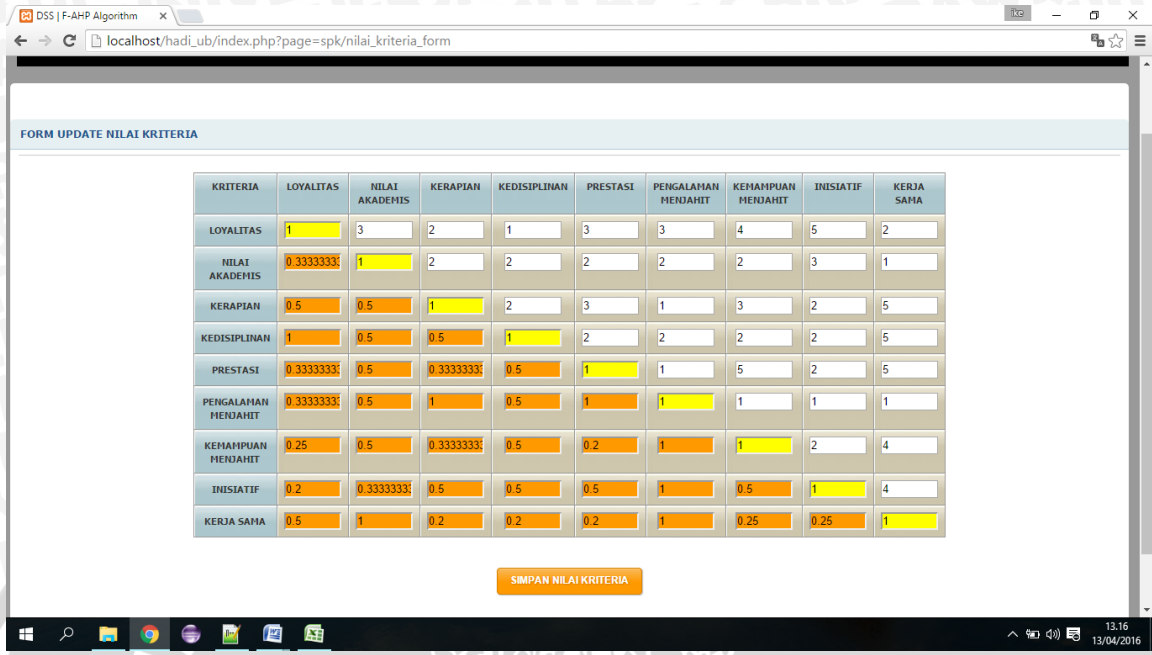 DSS | F-AHP Algorithm
ike
localhost/hadi_ub/index.php?page=spk/nilai_kriteria_form
FORM UPDATE NILAI KRITERIA
KRITERIA LOYALITAS NILAI AKADEMIS KERAPIAN KEDISIPLINAN PRESTASI PENGALAMAN MENJAHIT KEMAMPUAN MENJAHIT INISIATIF KERJA SAMA
LOYALITAS 1 3 2 1 3 3 4 5 2
NILAI AKADEMIS 0.33333333 1 2 2 2 2 2 3 1
KERAPIAN 0.5 0.5 1 2 3 1 3 2 5
KEDISIPLINAN 1 0.5 0.5 1 2 2 2 2 5
PRESTASI 0.33333333 0.5 0.33333333 0.5 1 1 5 2 5
PENGALAMAN MENJAHIT 0.33333333 0.5 1 0.5 1 1 1 1 1
KEMAMPUAN MENJAHIT 0.25 0.5 0.33333333 0.5 0.2 1 1 2 4
INISIATIF 0.2 0.33333333 0.5 0.5 0.5 1 0.5 1 4
KERJA SAMA 0.5 1 0.2 0.2 0.2 1 0.25 0.25 1
SIMPAN NILAI KRITERIA
13.16
13/04/2016